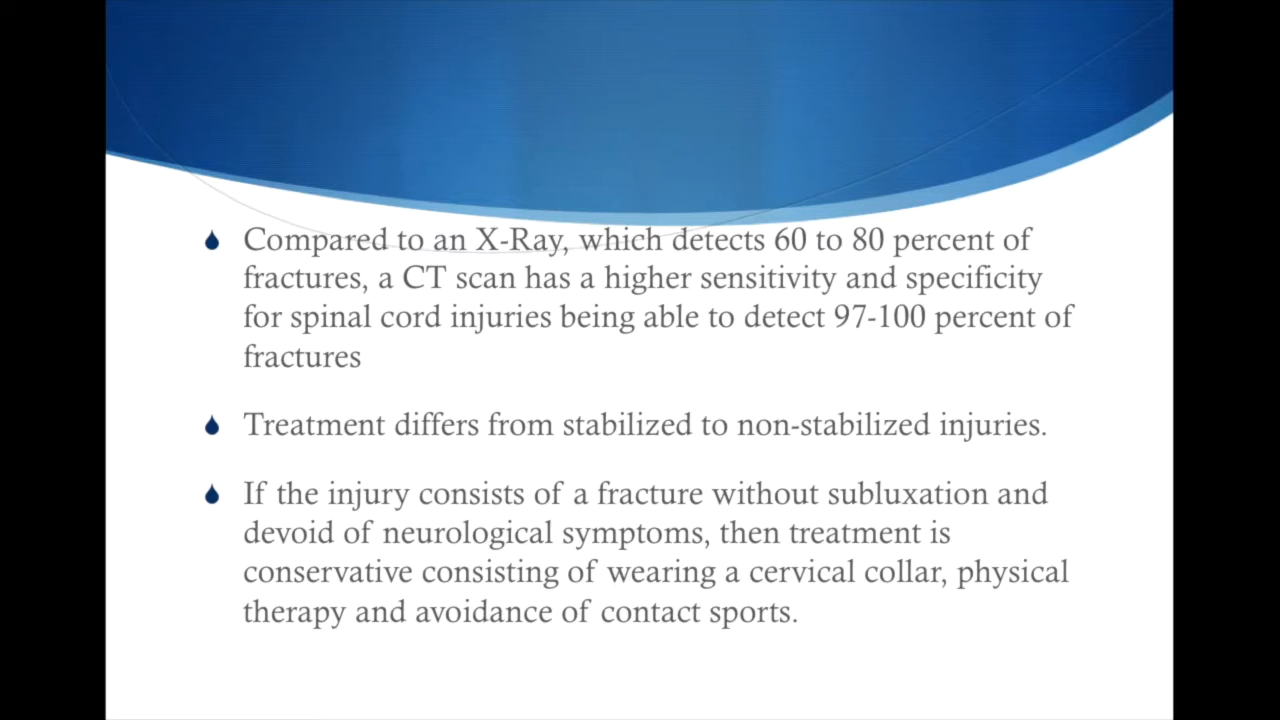 Compared to an X-Ray, which detects 60 to 80 percent of
fractures, a CT scan has a higher sensitivity and specificity
for spinal cord injuries being able to detect 97-100 percent of
fractures
Treatment differs from stabilized to non-stabilized injuries.
If the injury consists of a fracture without subluxation and
devoid of neurological symptoms, then treatment is
conservative consisting of wearing a cervical collar, physical
therapy and avoidance of contact sports.